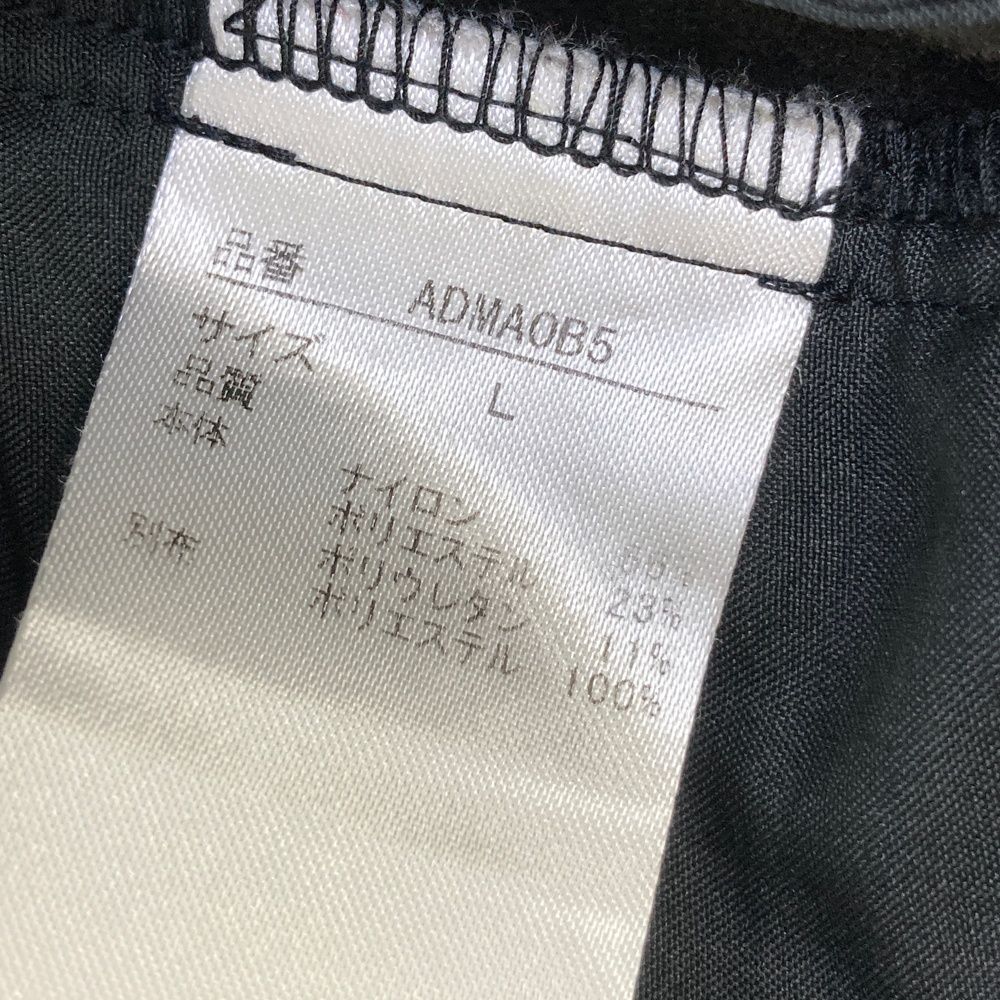 品番 ADMA0B5
サイズ L
品質
本体 ナイロン
ポリエステル 23%
ポリウレタン 11%
別布 ポリエステル 100%